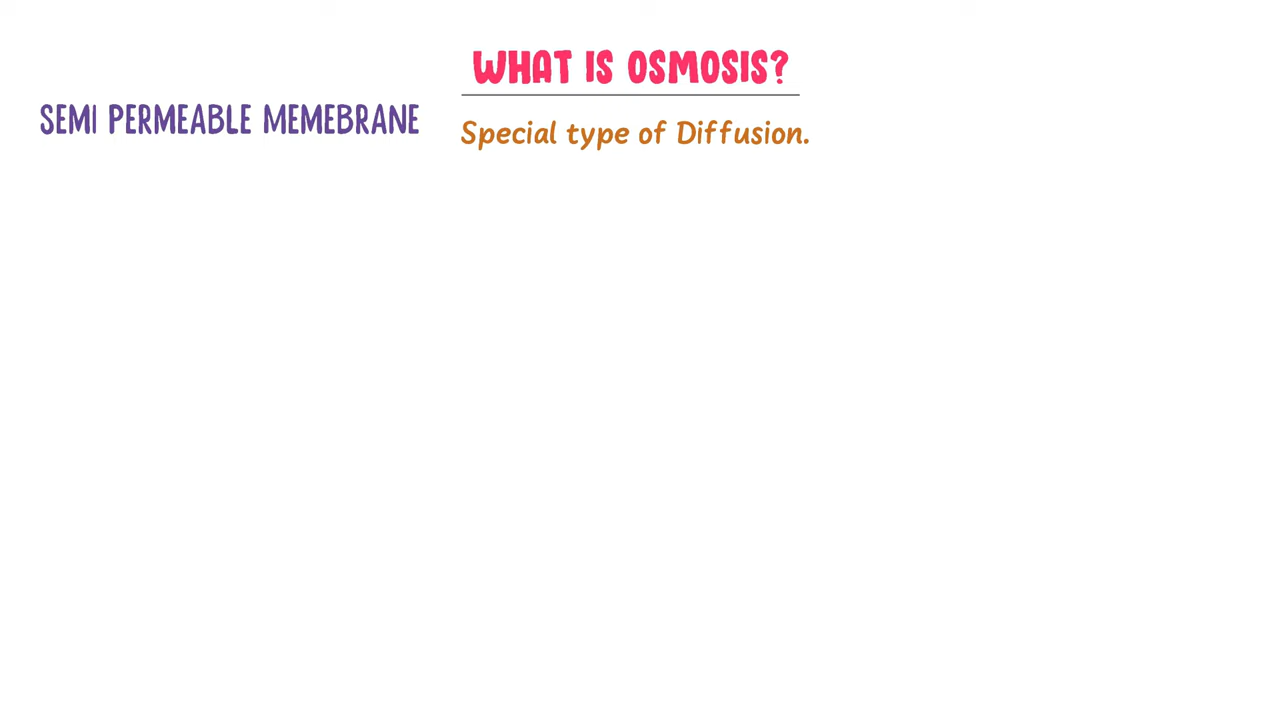 WHAT IS OSMOSIS?
SEMI PERMEABLE MEMEBRANE
Special type of Diffusion.